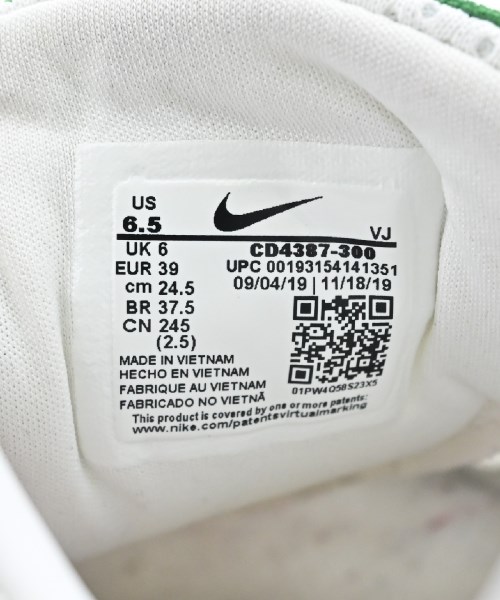 US
6.5
VJ
UK 6
CD4387-300
EUR 39
UPC 00193154141351
cm 24.5
09/04/19 | 11/18/19
BR 37.5
CN 245
(2.5)
MADE IN VIETNAM
HECHO EN VIETNAM
FABRIQUE AU VIETNAM
FABRICADO NO VIETNÃ
01PW4O58S23X5
This product is covered by one or more patents:
www.nike.com/patentsvirtualmarking